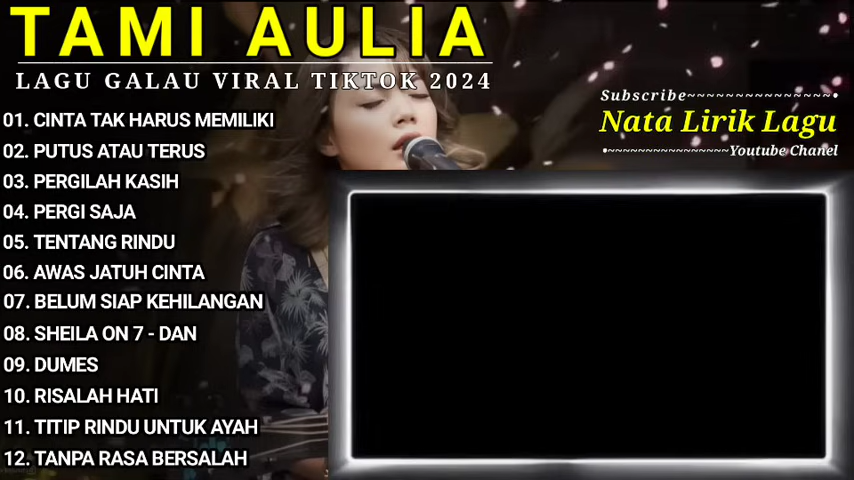 TAMI AULIA
LAGU GALAU VIRAL TIKTOK 2024
Subscribe~~~~~~~~~~~~~~~•
Nata Lirik Lagu
•~~~~~~~~~~~~~~~~Youtube Chanel
01. CINTA TAK HARUS MEMILIKI
02. PUTUS ATAU TERUS
03. PERGILAH KASIH
04. PERGI SAJA
05. TENTANG RINDU
06. AWAS JATUH CINTA
07. BELUM SIAP KEHILANGAN
08. SHEILA ON 7 - DAN
09. DUMES
10. RISALAH HATI
11. TITIP RINDU UNTUK AYAH
12. TANPA RASA BERSALAH